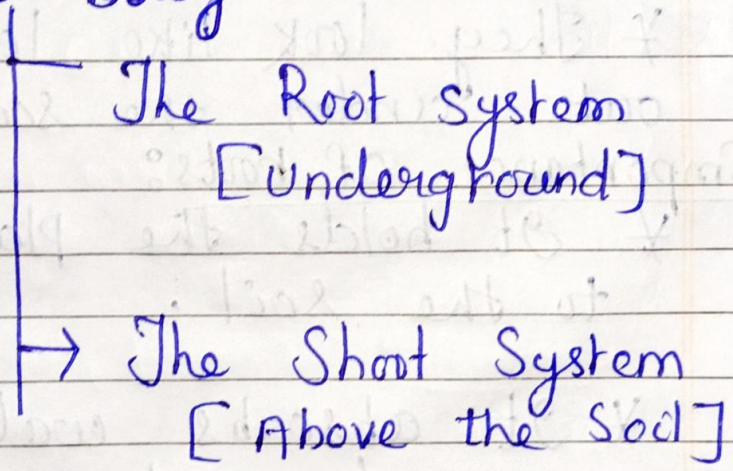 The Root System
[Underground]
The Shoot System
[Above the Soil]